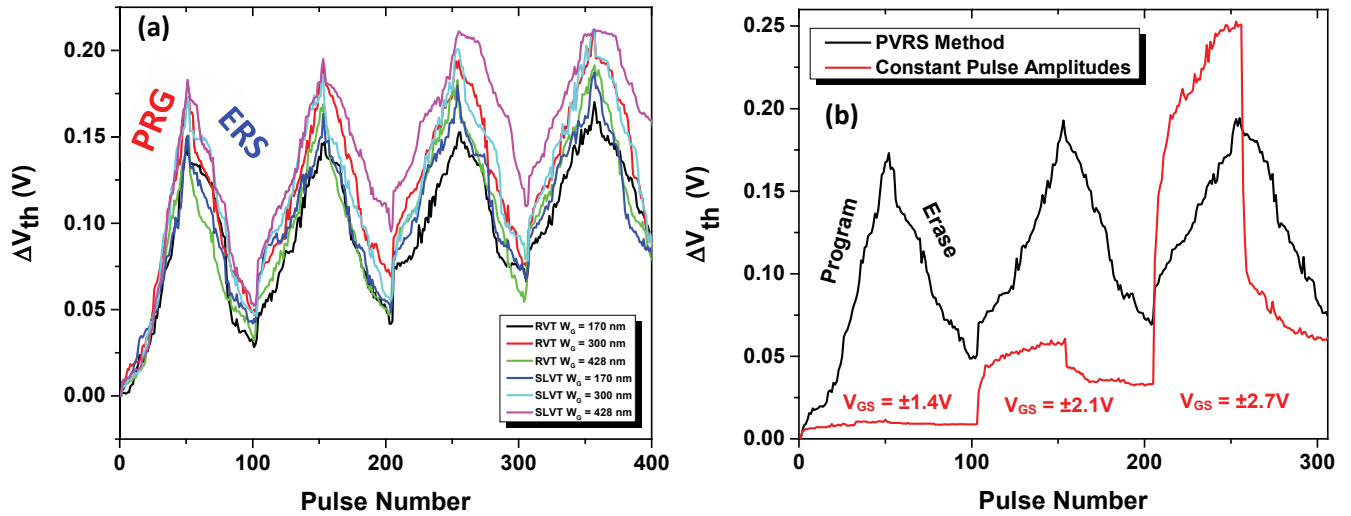 (a)
PRG
ERS
ΔVth (V)
0.20
0.15
0.10
0.05
0.00
0
100
200
300
400
Pulse Number
RVT WG = 170 nm
RVT WG = 300 nm
RVT WG = 428 nm
SLVT WG = 170 nm
SLVT WG = 300 nm
SLVT WG = 428 nm
PVRS Method
Constant Pulse Amplitudes
(b)
Program
Erase
ΔVth (V)
0.25
0.20
0.15
0.10
0.05
0.00
VGS = ±1.4V
VGS = ±2.1V
VGS = ±2.7V
0
100
200
300
Pulse Number